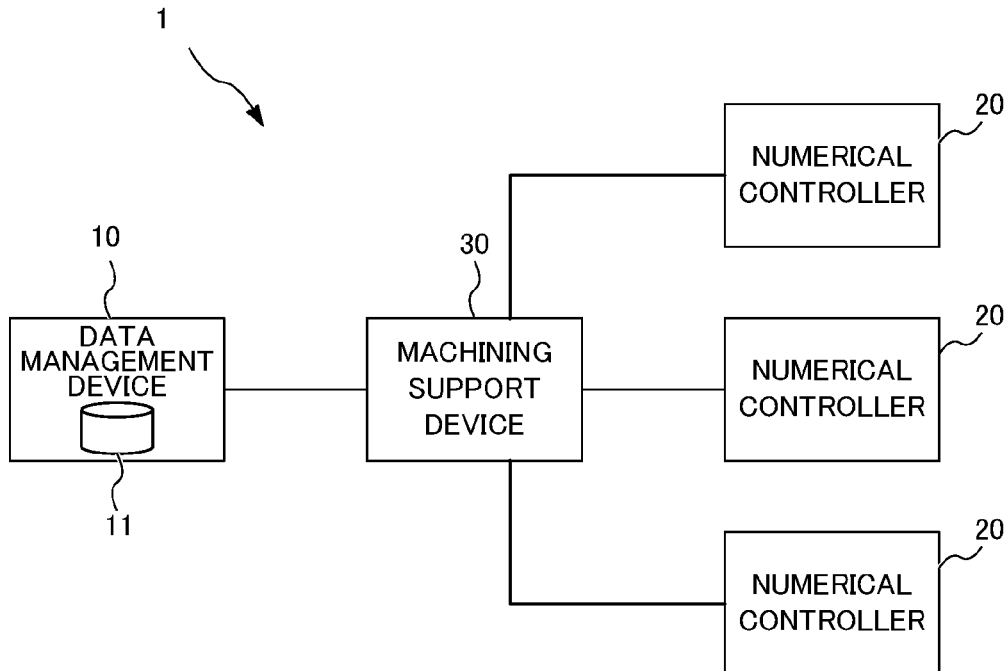 1
20
NUMERICAL
CONTROLLER
10
30
20
DATA
MANAGEMENT
DEVICE
MACHINING
SUPPORT
DEVICE
NUMERICAL
CONTROLLER
11
20
NUMERICAL
CONTROLLER